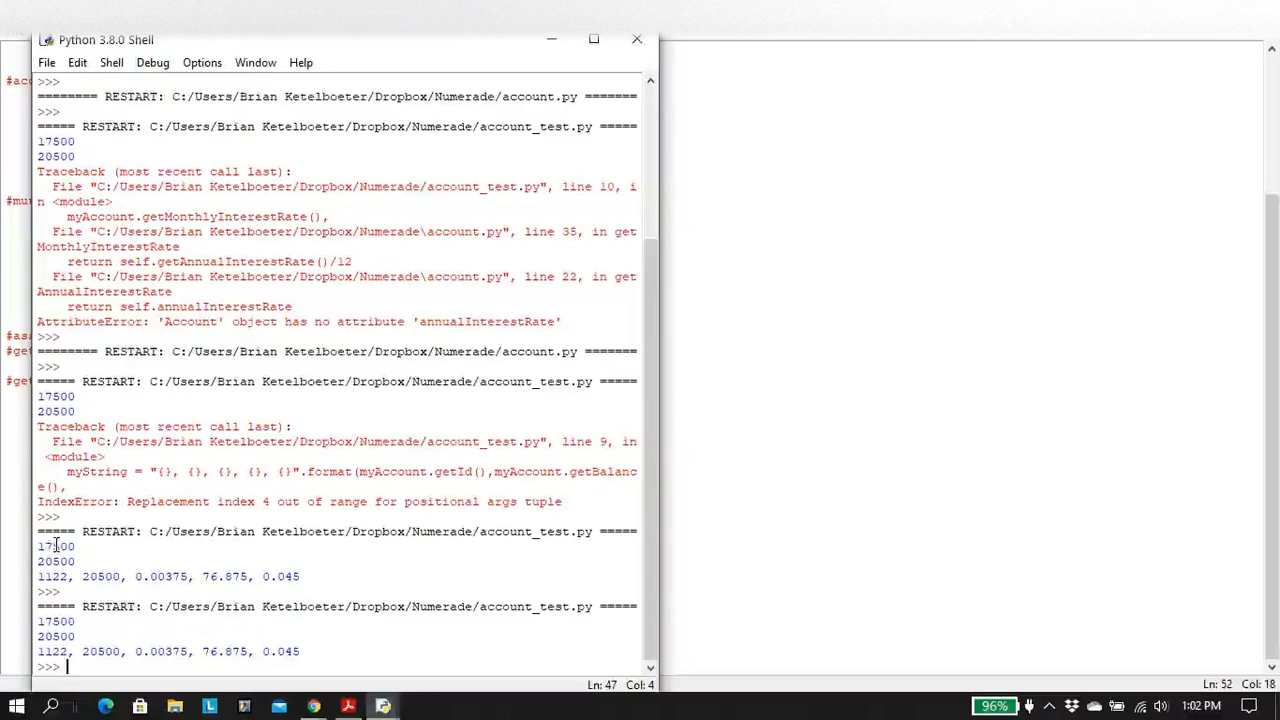 Python 3.8.0 Shell
File Edit Shell Debug Options Window Help
>>>
======== RESTART: C:/Users/Brian Ketelboeter/Dropbox/Numerade/account.py =======
>>>
===== RESTART: C:/Users/Brian Ketelboeter/Dropbox/Numerade/account_test.py =====
17500
20500
Traceback (most recent call last):
File "C:/Users/Brian Ketelboeter/Dropbox/Numerade/account_test.py", line 10, i
n <module>
myAccount.getMonthlyInterestRate(),
File "C:/Users/Brian Ketelboeter/Dropbox/Numerade\account.py", line 35, in get
MonthlyInterestRate
return self.getAnnualInterestRate()/12
File "C:/Users/Brian Ketelboeter/Dropbox/Numerade\account.py", line 22, in get
AnnualInterestRate
return self.annualInterestRate
AttributeError: 'Account' object has no attribute 'annualInterestRate'
>>>
======== RESTART: C:/Users/Brian Ketelboeter/Dropbox/Numerade/account.py =======
>>>
===== RESTART: C:/Users/Brian Ketelboeter/Dropbox/Numerade/account_test.py =====
17500
20500
Traceback (most recent call last):
File "C:/Users/Brian Ketelboeter/Dropbox/Numerade/account_test.py", line 9, in
<module>
myString = "{}, {}, {}, {}, {}".format(myAccount.getId(),myAccount.getBalanc
e(),
IndexError: Replacement index 4 out of range for positional args tuple
>>>
===== RESTART: C:/Users/Brian Ketelboeter/Dropbox/Numerade/account_test.py =====
17500
20500
1122, 20500, 0.00375, 76.875, 0.045
>>>
===== RESTART: C:/Users/Brian Ketelboeter/Dropbox/Numerade/account_test.py =====
17500
20500
1122, 20500, 0.00375, 76.875, 0.045
>>>
Ln: 47 Col: 4
Ln: 52 Col: 18
#acc
#mu
#as
#get
#get
96%
1:02 PM